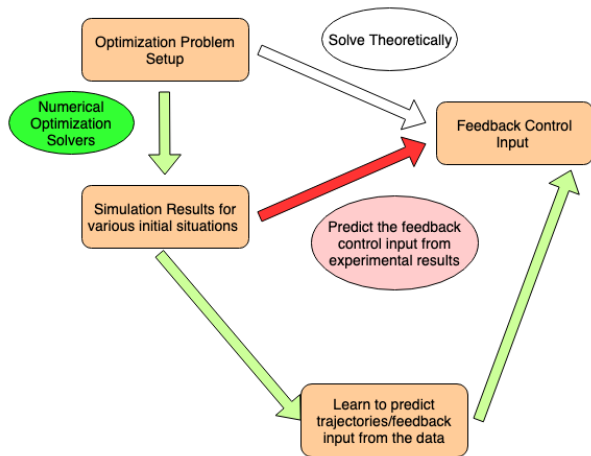 Optimization Problem
Setup
Solve Theoretically
Numerical
Optimization
Solvers
Feedback Control
Input
Simulation Results for
various initial situations
Predict the feedback
control input from
experimental results
Learn to predict
trajectories/feedback
input from the data